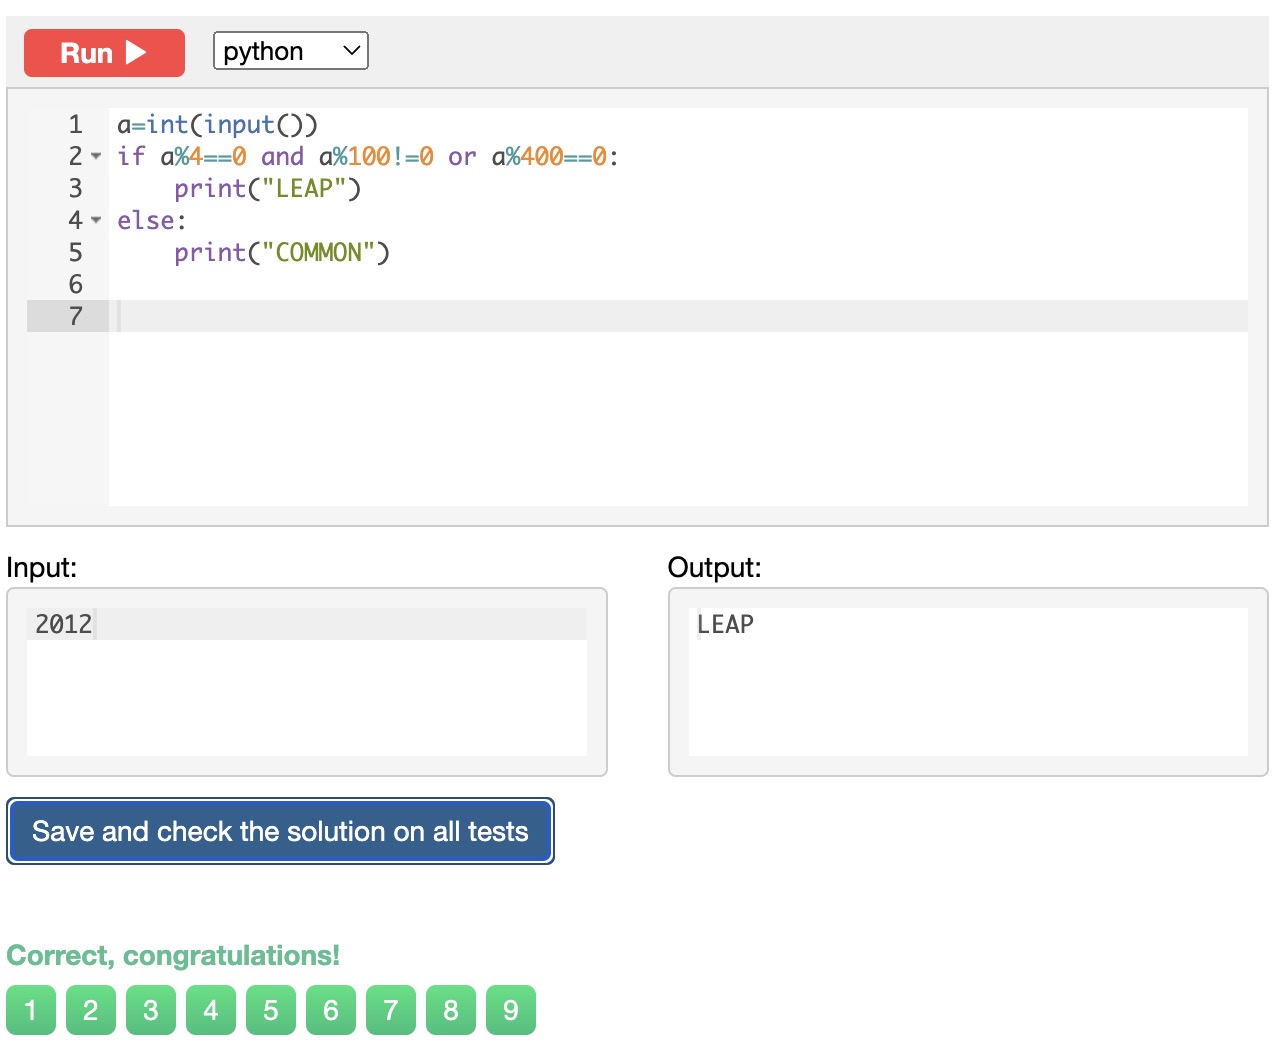 Run
python
1 a=int(input())
2 if a%4==0 and a%100!=0 or a%400==0:
3     print("LEAP")
4 else:
5     print("COMMON")
6
7
Input:
2012
Output:
LEAP
Save and check the solution on all tests
Correct, congratulations!
1 2 3 4 5 6 7 8 9